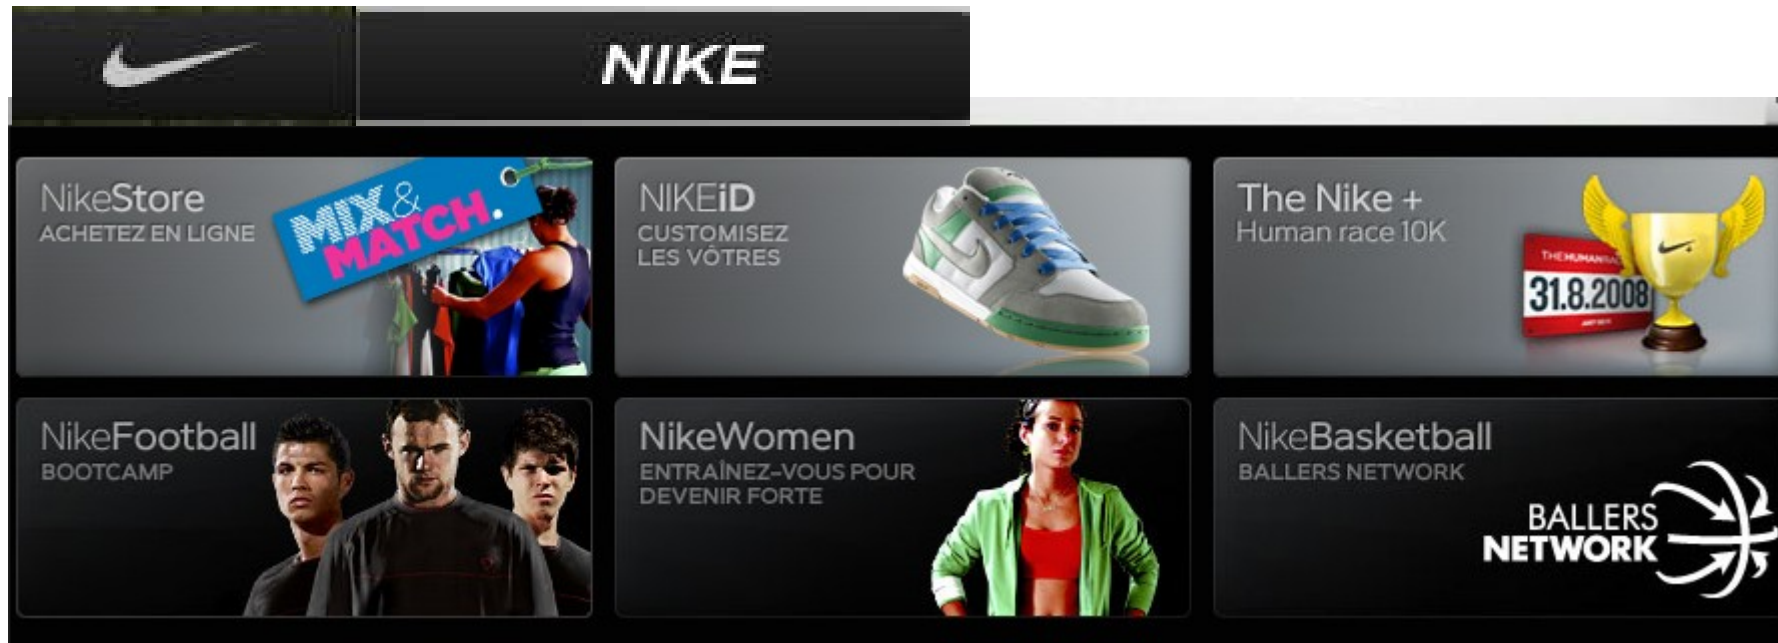 NIKE
NikeStore
ACHETEZ EN LIGNE
MIX &
MATCH.
NIKEiD
CUSTOMISEZ
LES VÔTRES
The Nike +
Human race 10K
THEHUMANRACE
31.8.2008
NikeFootball
BOOTCAMP
NikeWomen
ENTRAÎNEZ-VOUS POUR
DEVENIR FORTE
NikeBasketball
BALLERS NETWORK
BALLERS
NETWORK